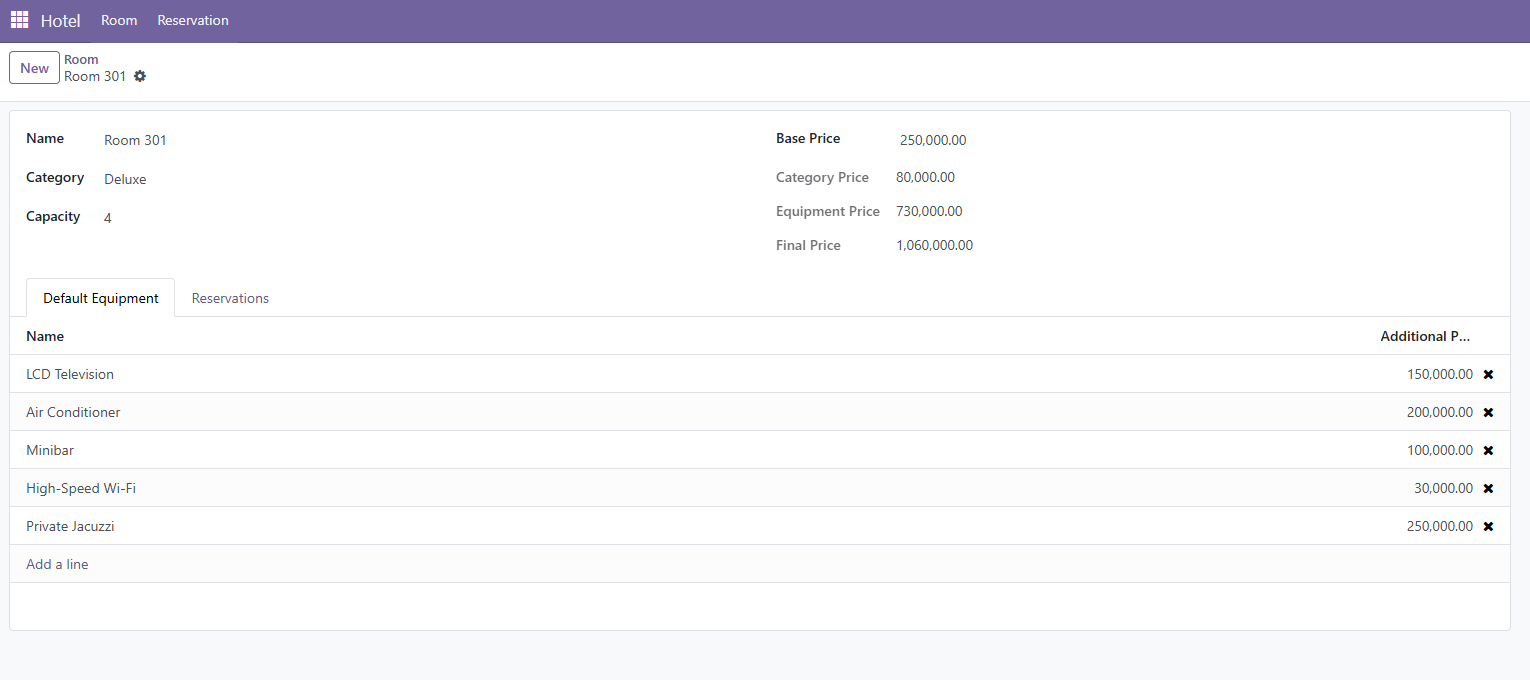 Hotel Room Reservation
New
Room
Room 301
Name Room 301
Category Deluxe
Capacity 4
Base Price 250,000.00
Category Price 80,000.00
Equipment Price 730,000.00
Final Price 1,060,000.00
Default Equipment Reservations
Name Additional P...
LCD Television 150,000.00
Air Conditioner 200,000.00
Minibar 100,000.00
High-Speed Wi-Fi 30,000.00
Private Jacuzzi 250,000.00
Add a line